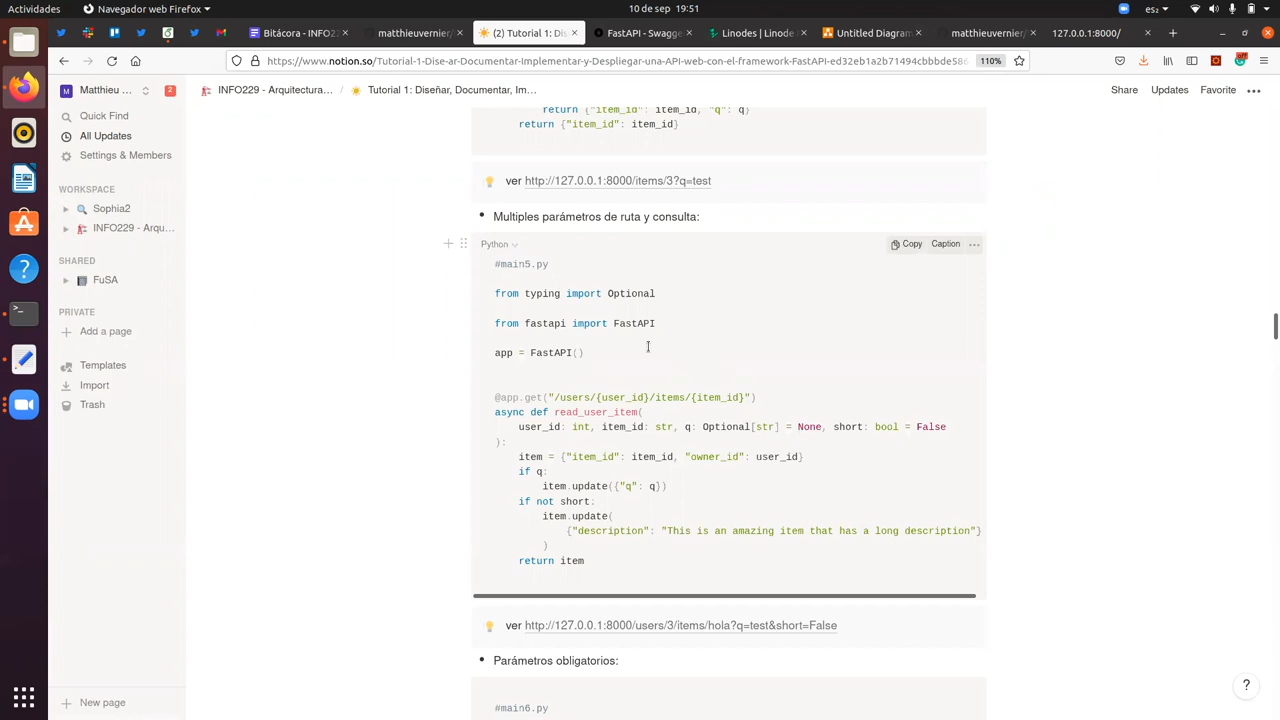 Actividades
Navegador web Firefox
10 de sep 19:51
es₂
Bitácora - INFO22
matthieuvernier/
(2) Tutorial 1: Dis
FastAPI - Swagge
Linodes | Linode
Untitled Diagram
matthieuvernier/
127.0.0.1:8000/
https://www.notion.so/Tutorial-1-Dise-ar-Documentar-Implementar-y-Despliegar-una-API-web-con-el-framework-FastAPI-ed32eb1a2b71494cbbbde58d
110%
Matthieu ...
2
INFO229 - Arquitectura...
/
Tutorial 1: Diseñar, Documentar, Im...
Share
Updates
Favorite
Quick Find
All Updates
Settings & Members
WORKSPACE
Sophia2
INFO229 - Arqu...
SHARED
FuSA
PRIVATE
Add a page
Templates
Import
Trash
New page
return {"item_id": item_id, "q": q}
return {"item_id": item_id}
ver http://127.0.0.1:8000/items/3?q=test
• Multiples parámetros de ruta y consulta:
Python
Copy
Caption
#main5.py
from typing import Optional
from fastapi import FastAPI
app = FastAPI()
@app.get("/users/{user_id}/items/{item_id}")
async def read_user_item(
user_id: int, item_id: str, q: Optional[str] = None, short: bool = False
):
item = {"item_id": item_id, "owner_id": user_id}
if q:
item.update({"q": q})
if not short:
item.update(
{"description": "This is an amazing item that has a long description"}
)
return item
ver http://127.0.0.1:8000/users/3/items/hola?q=test&short=False
• Parámetros obligatorios:
#main6.py
?